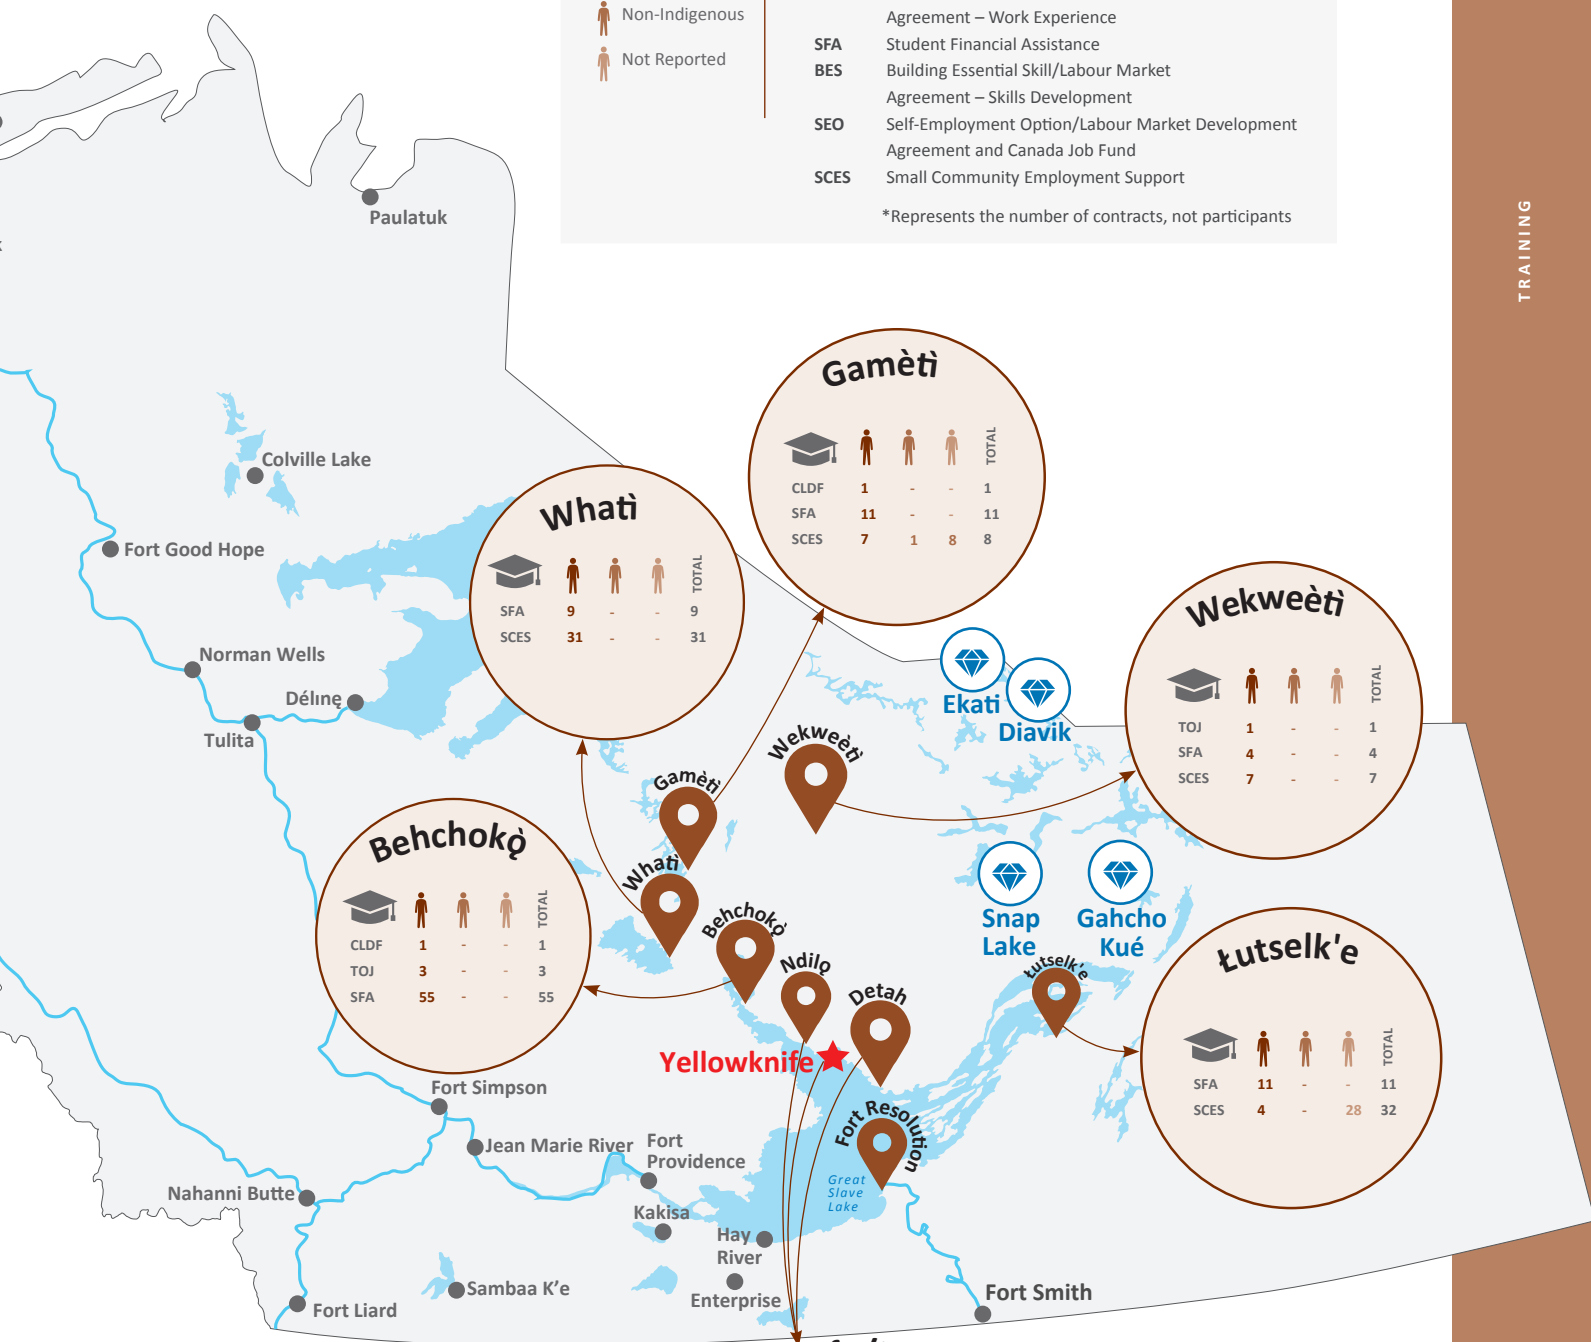 Non-Indigenous
Not Reported
Agreement – Work Experience
SFA Student Financial Assistance
BES Building Essential Skill/Labour Market
Agreement – Skills Development
SEO Self-Employment Option/Labour Market Development
Agreement and Canada Job Fund
SCES Small Community Employment Support
*Represents the number of contracts, not participants
TRAINING
Paulatuk
Colville Lake
Fort Good Hope
Norman Wells
Délı̨nę
Tulita
Gamètì
TOTAL
CLDF 1 - - 1
SFA 11 - - 11
SCES 7 1 8 8
Whatì
TOTAL
SFA 9 - - 9
SCES 31 - - 31
Wekweètì
TOTAL
TOJ 1 - - 1
SFA 4 - - 4
SCES 7 - - 7
Ekati
Diavik
Wekweètì
Gamètì
Whatì
Behchokǫ̀
TOTAL
CLDF 1 - - 1
TOJ 3 - - 3
SFA 55 - - 55
Behchokǫ̀
Ndilǫ
Detah
Snap
Lake
Gahcho
Kué
Łutselk'e
Łutselk'e
TOTAL
SFA 11 - - 11
SCES 4 - 28 32
Yellowknife
Fort Resolution
Great
Slave
Lake
Fort Simpson
Jean Marie River
Fort
Providence
Nahanni Butte
Kakisa
Hay
River
Sambaa K'e
Enterprise
Fort Liard
Fort Smith